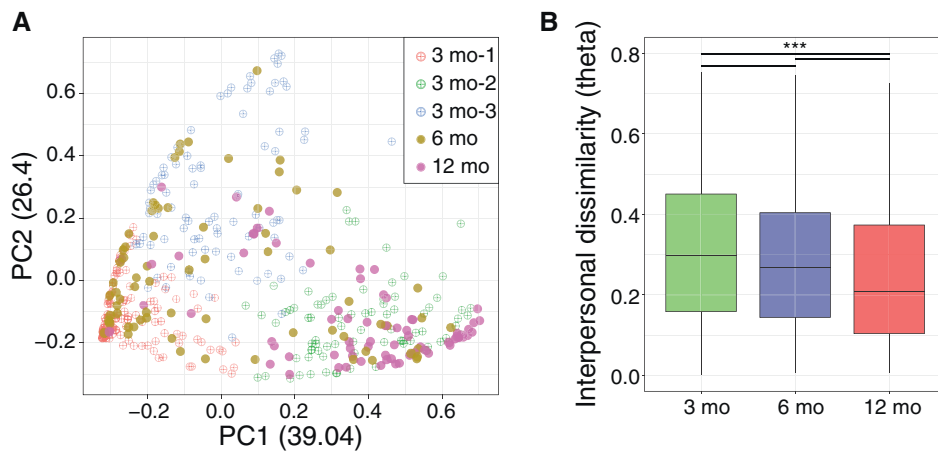 A
PC2 (26.4)
0.6
0.4
0.2
0.0
−0.2
−0.2
0.0
0.2
0.4
0.6
PC1 (39.04)
3 mo-1
3 mo-2
3 mo-3
6 mo
12 mo
B
Interpersonal dissimilarity (theta)
0.8
0.6
0.4
0.2
0.0
***
3 mo
6 mo
12 mo